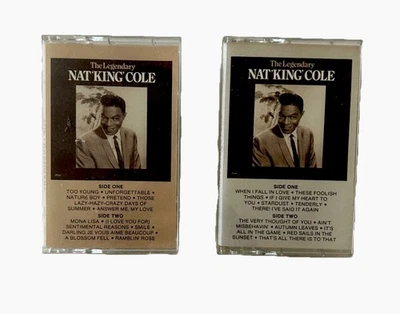 The Legendary
NAT "KING" COLE
SIDE ONE
TOO YOUNG • UNFORGETTABLE •
NATURE BOY • PRETEND • THOSE
LAZY-HAZY-CRAZY DAYS OF
SUMMER • ANSWER ME, MY LOVE
SIDE TWO
MONA LISA • (I LOVE YOU FOR)
SENTIMENTAL REASONS • SMILE •
DARLING JE VOUS AIME BEAUCOUP •
A BLOSSOM FELL • RAMBLIN' ROSE
The Legendary
NAT "KING" COLE
SIDE ONE
WHEN I FALL IN LOVE • THESE FOOLISH
THINGS • IF I GIVE MY HEART TO
YOU • STARDUST • TENDERLY •
THERE! I'VE SAID IT AGAIN
SIDE TWO
THE VERY THOUGHT OF YOU • AIN'T
MISBEHAVIN' • AUTUMN LEAVES • IT'S
ALL IN THE GAME • RED SAILS IN THE
SUNSET • THAT'S ALL THERE IS TO THAT